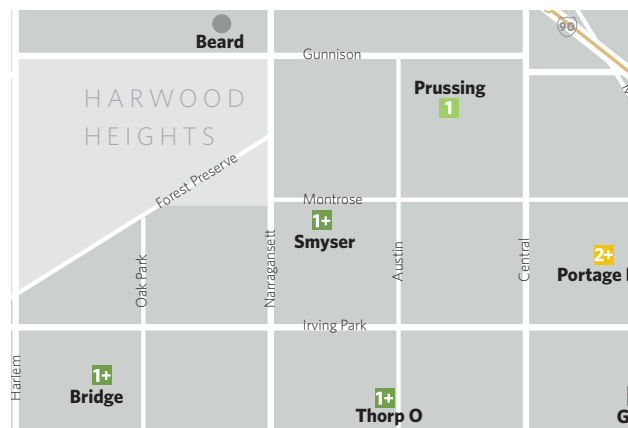 90
Beard
Gunnison
Prussing
1
HARWOOD
HEIGHTS
Forest Preserve
Montrose
1+
Smyser
Narragansett
Austin
Central
2+
Portage
Oak Park
Irving Park
Harlem
1+
Bridge
1+
Thorp O
G